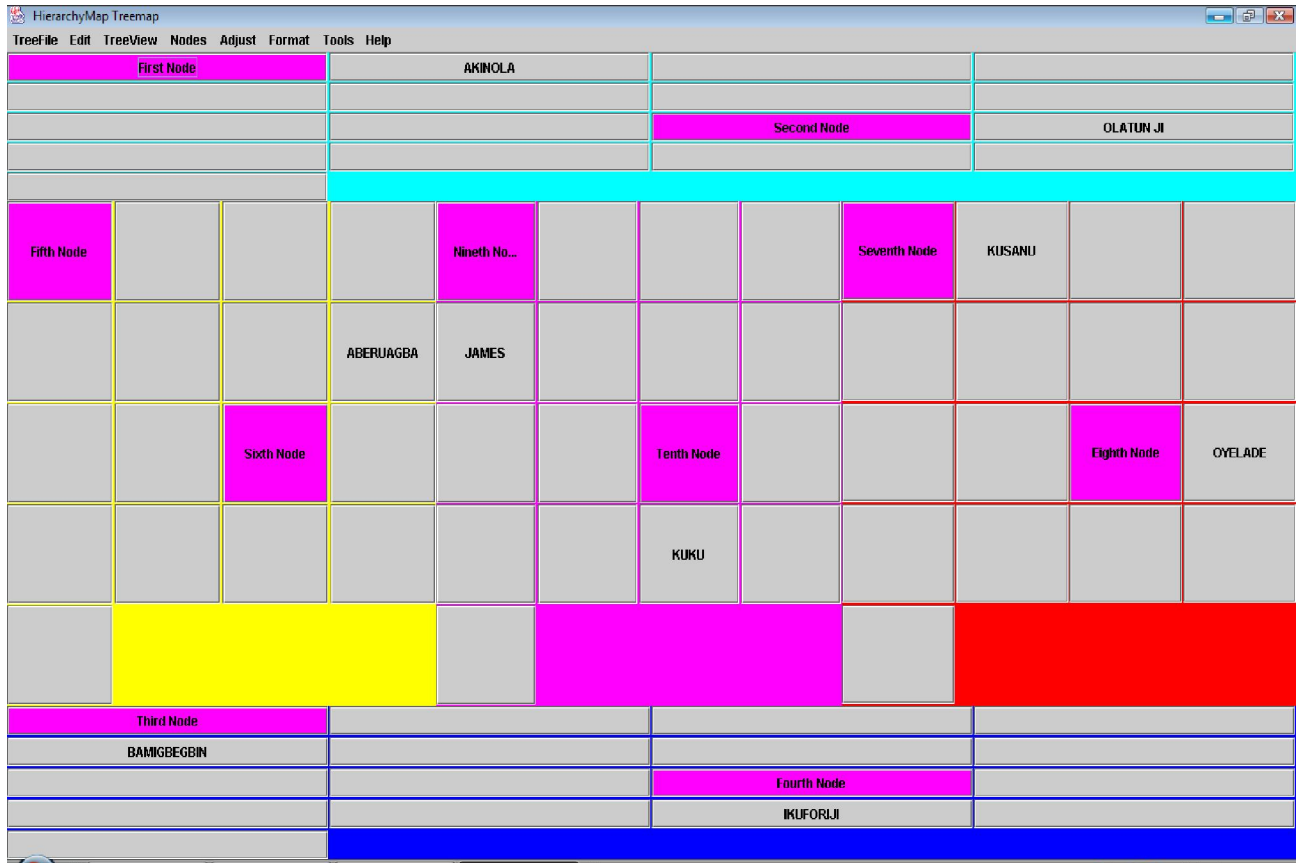 HierarchyMap Treemap
TreeFile Edit TreeView Nodes Adjust Format Tools Help
First Node AKINOLA
Second Node OLATUN JI
Fifth Node Nineth No... Seventh Node KUSANU
ABERUAGBA JAMES
Sixth Node Tenth Node Eighth Node OYELADE
KUKU
Third Node
BAMIGBEGBIN
Fourth Node
IKUFORIJI